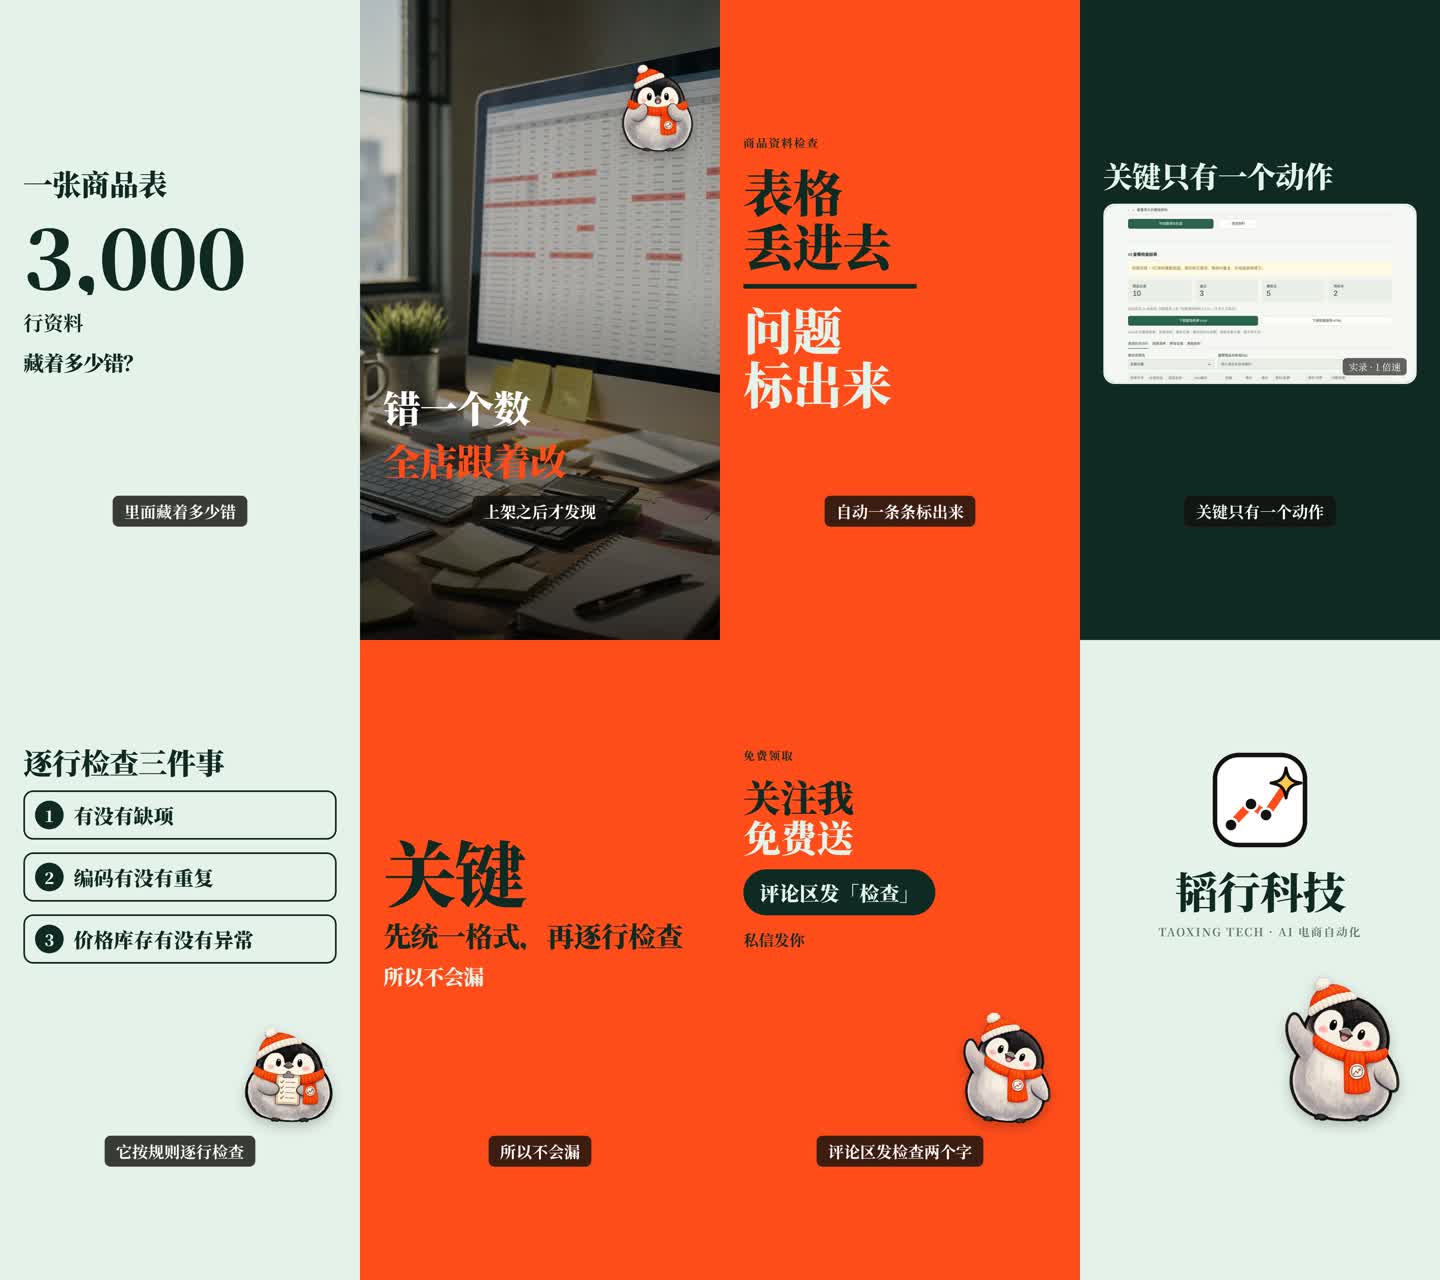 一张商品表
3,000
行资料
藏着多少错?
里面藏着多少错
错一个数
全店跟着改
上架之后才发现
商品资料检查
表格
丢进去
问题
标出来
自动一条条标出来
关键只有一个动作
10
3
5
2
实录 · 1 倍速
关键只有一个动作
逐行检查三件事
1 有没有缺项
2 编码有没有重复
3 价格库存有没有异常
它按规则逐行检查
关键
先统一格式，再逐行检查
所以不会漏
所以不会漏
免费领取
关注我
免费送
评论区发「检查」
私信发你
评论区发检查两个字
韬行科技
TAOXING TECH · AI 电商自动化